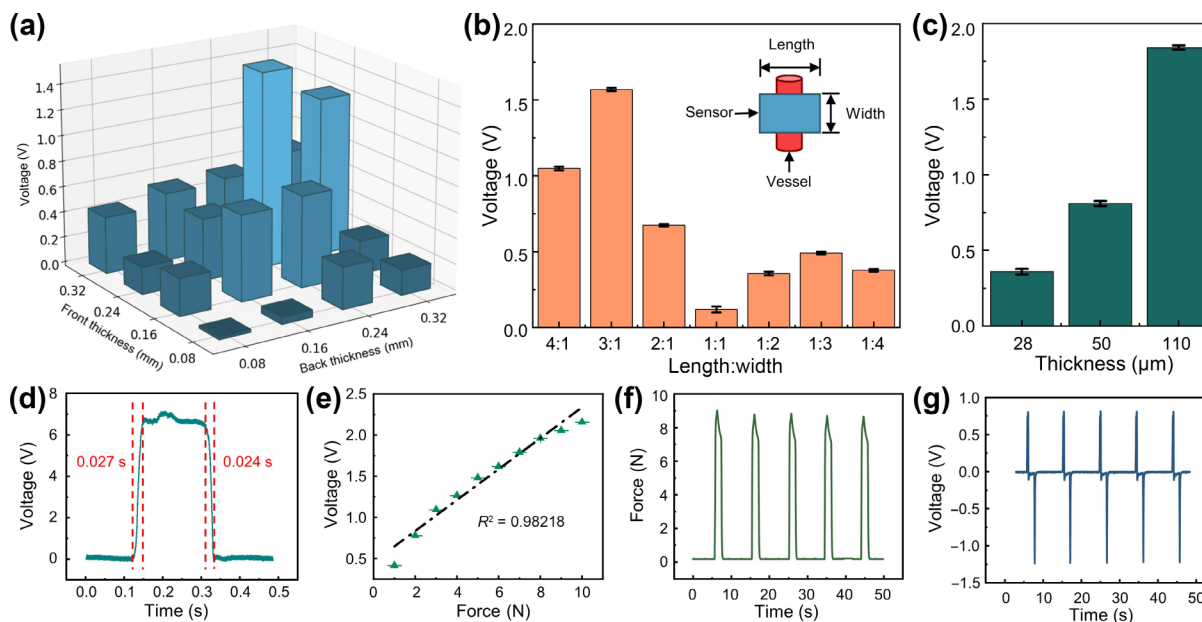 (a)
1.4
1.2
1.0
0.8
0.6
0.4
0.2
0.0
Voltage (V)
0.32
0.24
0.16
0.08
Front thickness (mm)
0.08
0.16
0.24
0.32
Back thickness (mm)
(b)
2.0
1.5
1.0
0.5
0.0
Voltage (V)
Length
Sensor
Width
Vessel
4:1 3:1 2:1 1:1 1:2 1:3 1:4
Length:width
(c)
2.0
1.5
1.0
0.5
0.0
Voltage (V)
28 50 110
Thickness (μm)
(d)
8
6
4
2
0
Voltage (V)
0.027 s
0.024 s
0.0 0.1 0.2 0.3 0.4 0.5
Time (s)
(e)
2.5
2.0
1.5
1.0
0.5
Voltage (V)
R² = 0.98218
0 2 4 6 8 10
Force (N)
(f)
10
8
6
4
2
0
Force (N)
0 10 20 30 40 50
Time (s)
(g)
1.0
0.5
0.0
−0.5
−1.0
−1.5
Voltage (V)
0 10 20 30 40 50
Time (s)